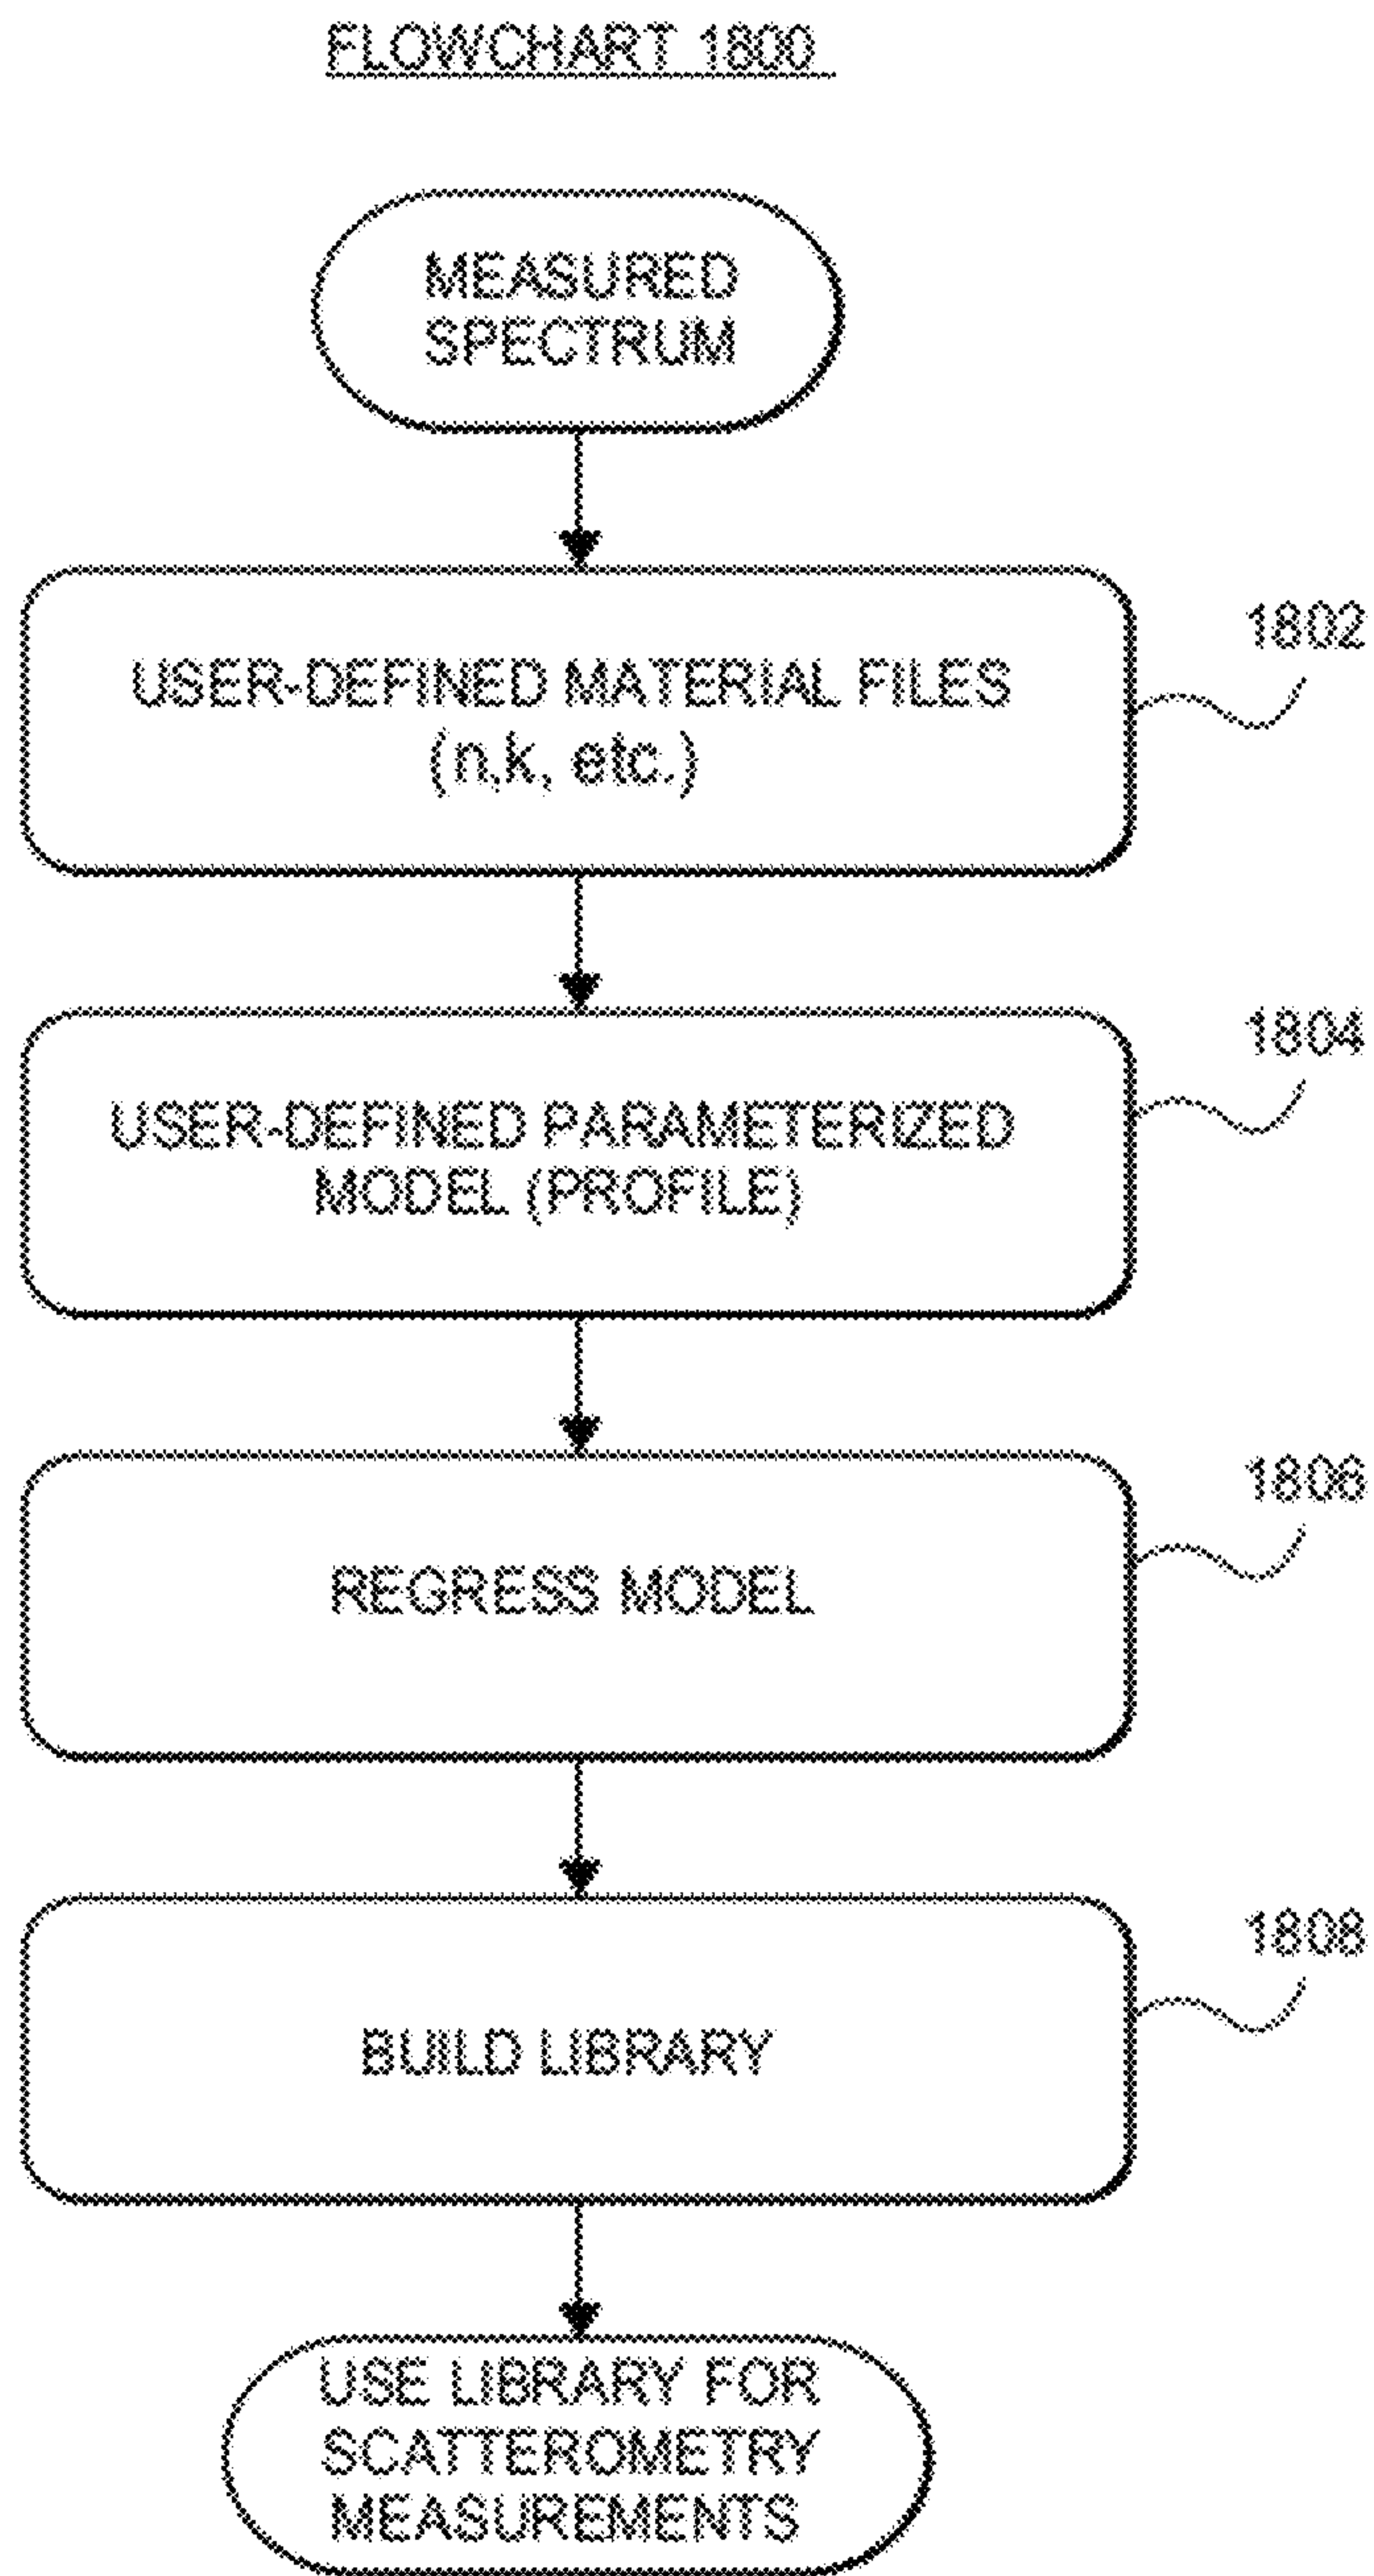 FLOWCHART 1800
MEASURED
SPECTRUM
1802
USER-DEFINED MATERIAL FILES
(n,k, etc.)
1804
USER-DEFINED PARAMETERIZED
MODEL (PROFILE)
1806
REGRESS MODEL
1808
BUILD LIBRARY
USE LIBRARY FOR
SCATTEROMETRY
MEASUREMENTS